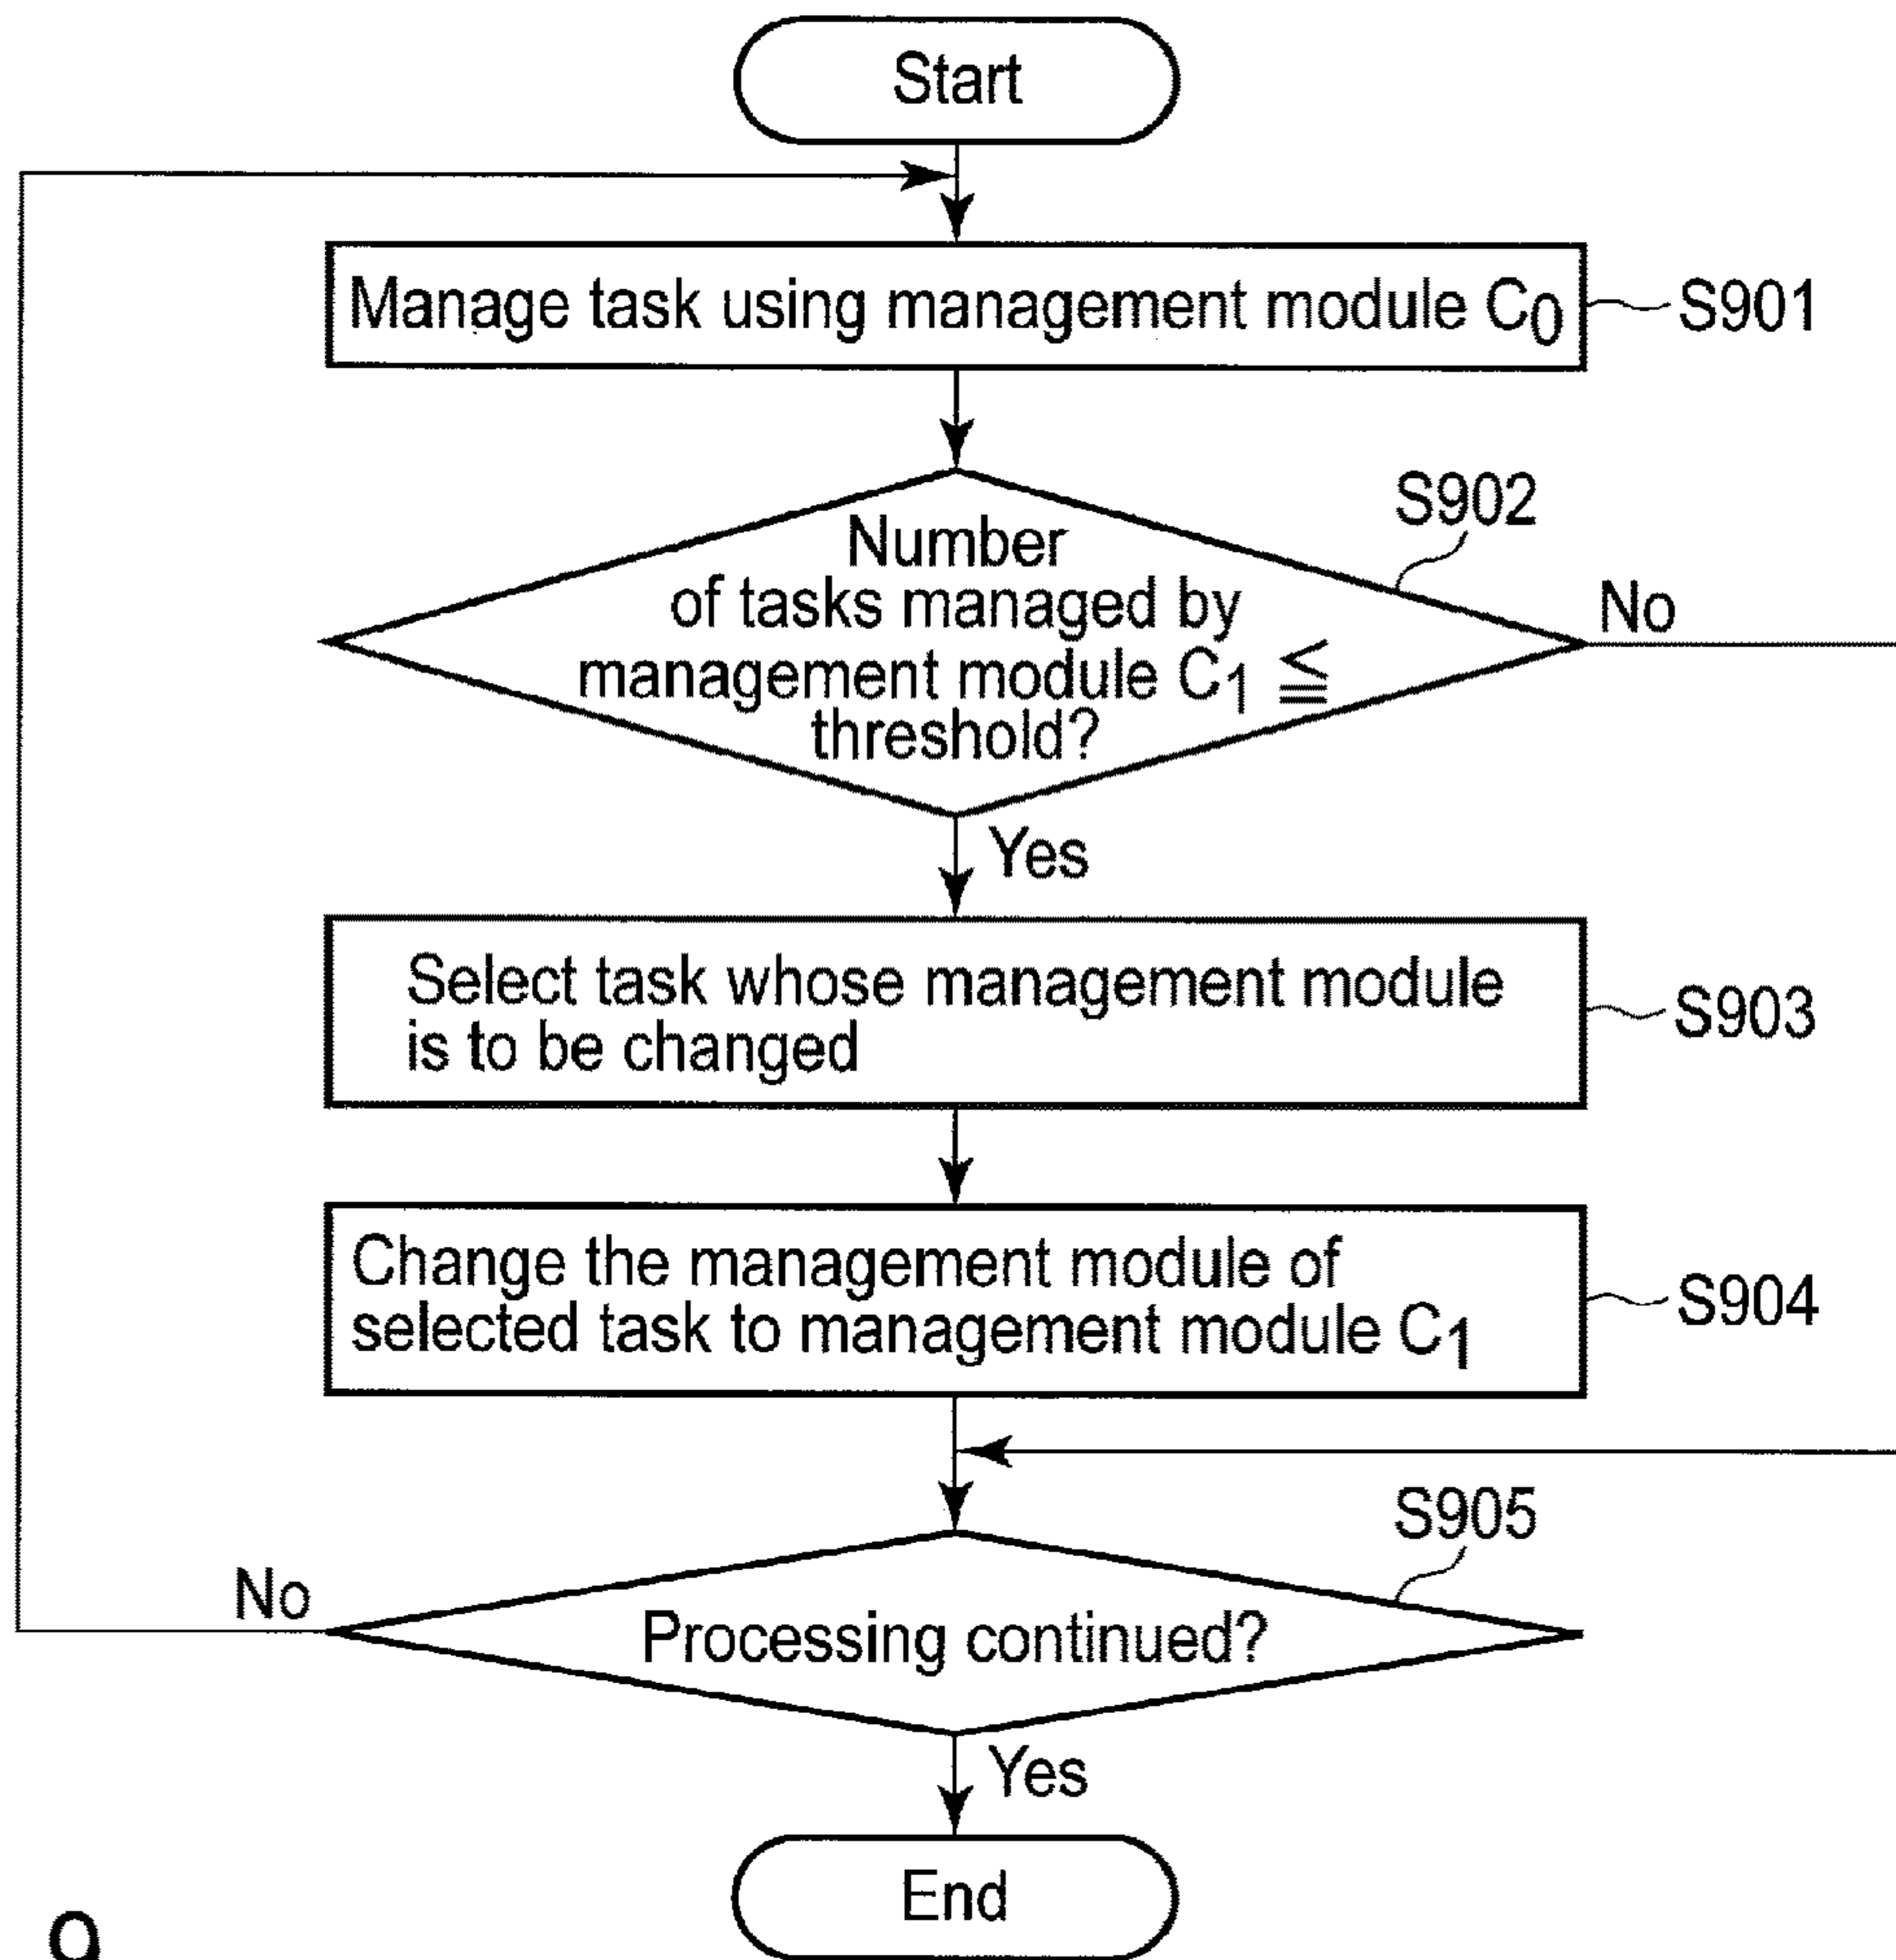 Start
Manage task using management module C0
S901
S902
Number
of tasks managed by
management module C1 ≦
threshold?
No
Yes
Select task whose management module
is to be changed
S903
Change the management module of
selected task to management module C1
S904
S905
No
Processing continued?
Yes
End
9